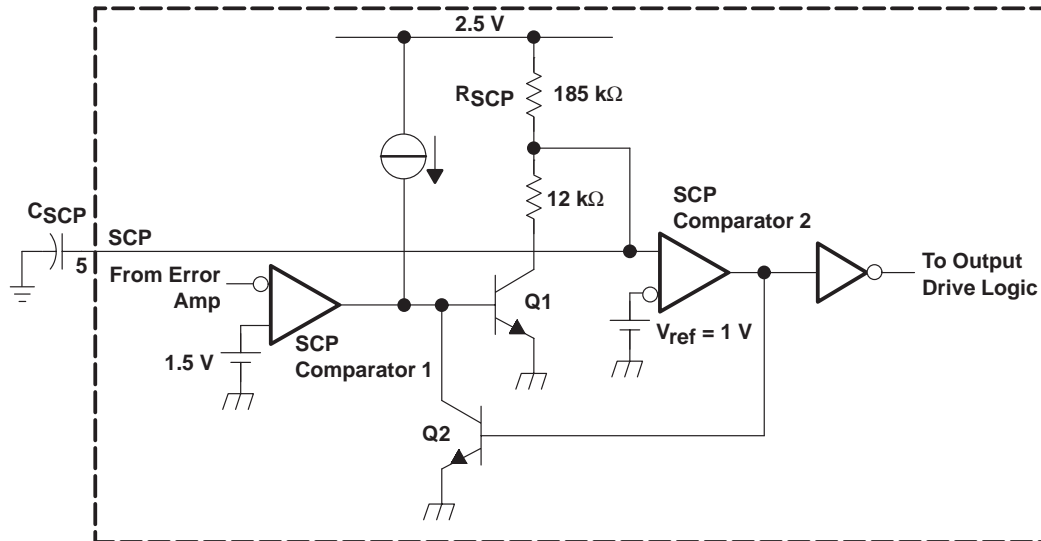 2.5 V
RSCP
185 kΩ
12 kΩ
CSCP
SCP
5
SCP
Comparator 2
From Error
Amp
Q1
To Output
Drive Logic
Vref = 1 V
1.5 V
SCP
Comparator 1
Q2